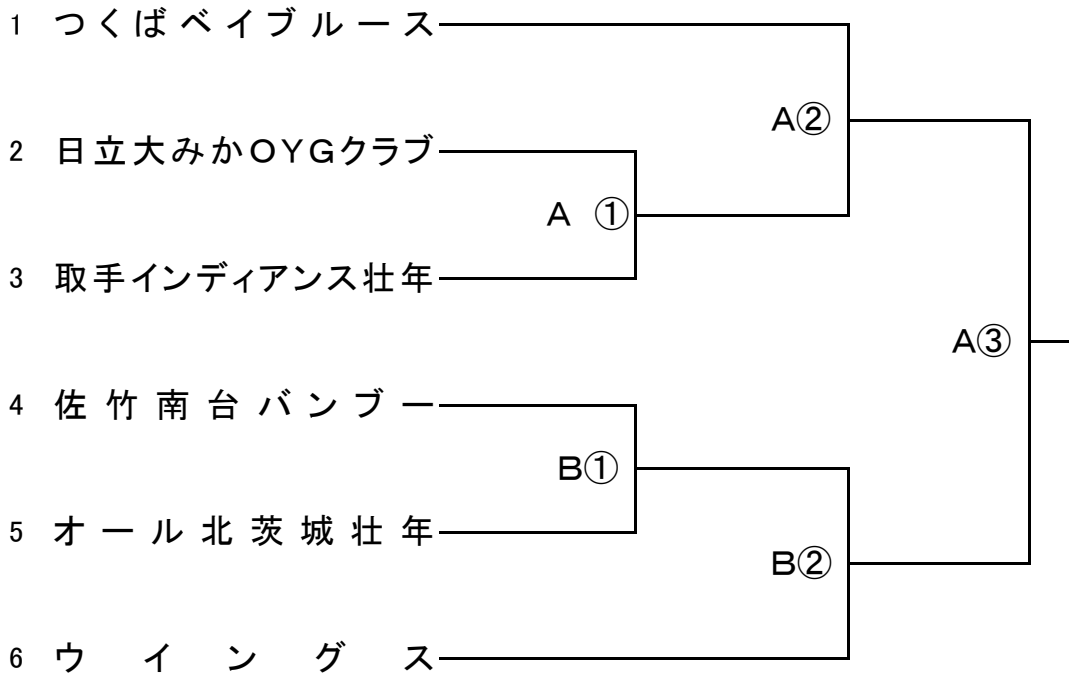 1 つくばベイブルース
A②
2 日立大みかOYGクラブ
A ①
3 取手インディアンス壮年
A③
4 佐竹南台バンブー
B①
5 オール北茨城壮年
B②
6 ウイングス